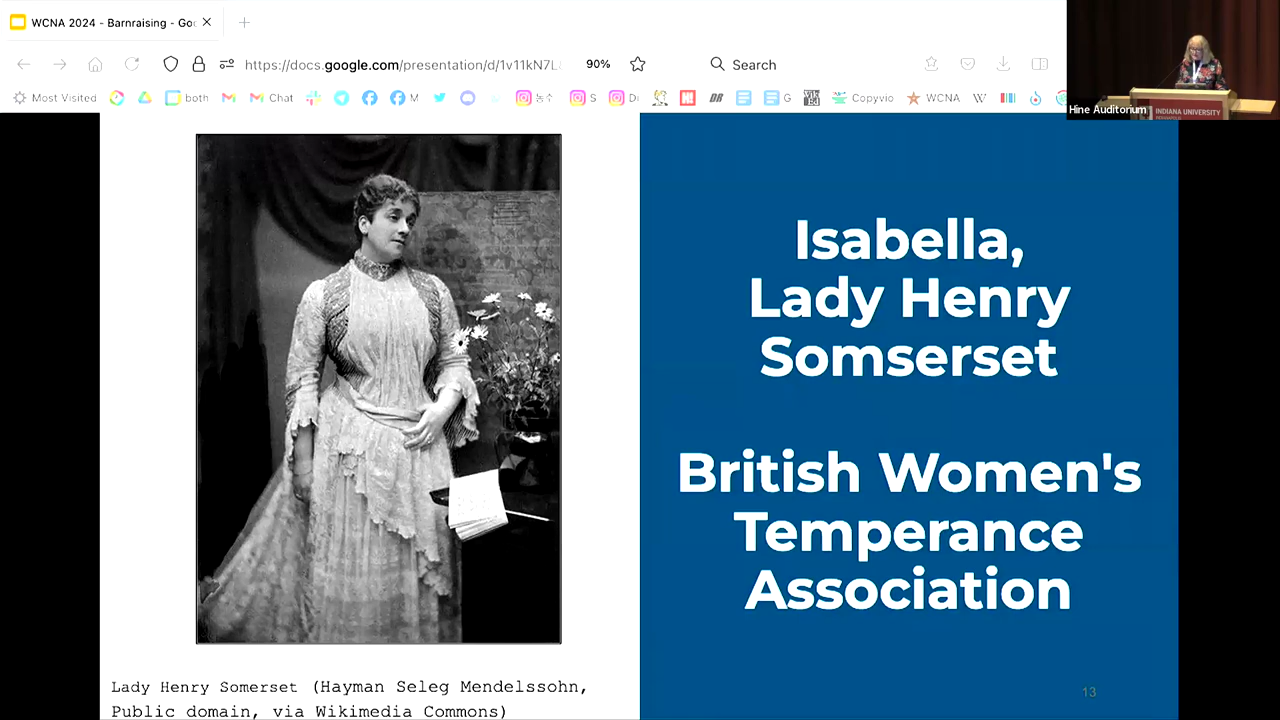 WCNA 2024 - Barnraising - Go
https://docs.google.com/presentation/d/1v11kN7L
90%
Search
Most Visited
both
Chat
M
S
G
Copyvio
WCNA
Hine Auditorium
INDIANA UNIVERSITY
Isabella,
Lady Henry
Somserset
British Women's
Temperance
Association
Lady Henry Somerset (Hayman Seleg Mendelssohn,
Public domain, via Wikimedia Commons)
13